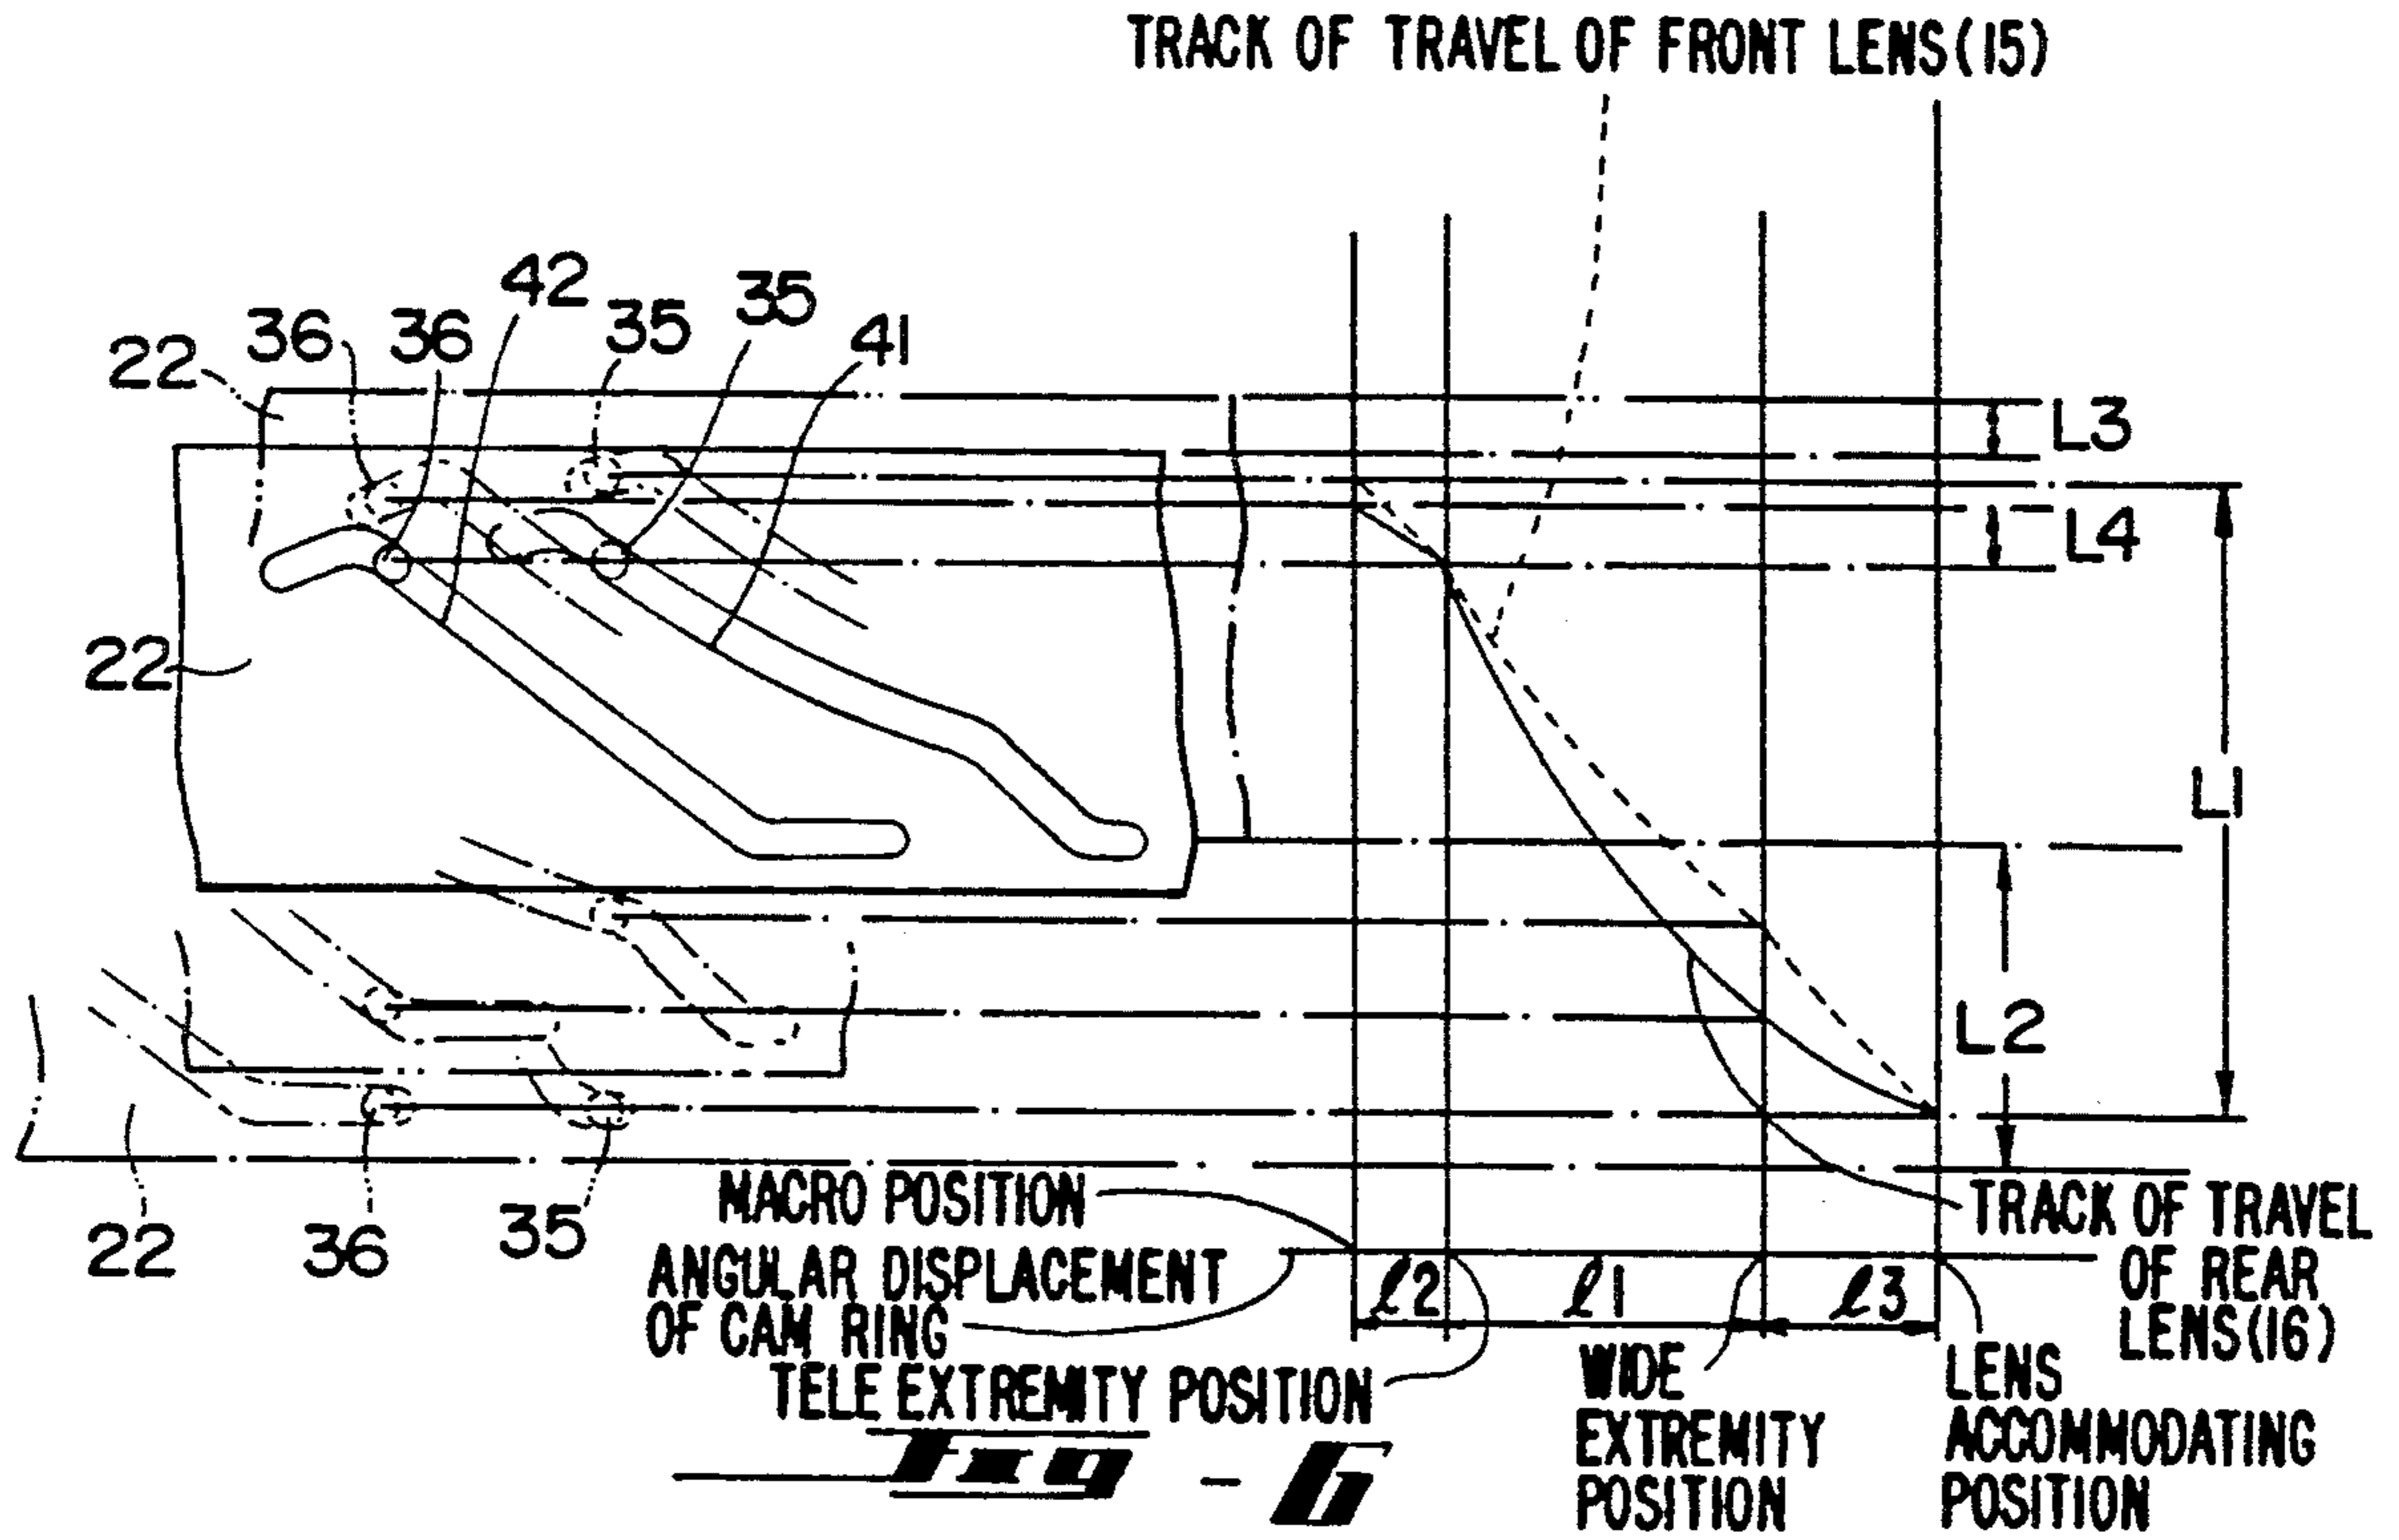 TRACK OF TRAVEL OF FRONT LENS(15)
42
35
36
36
35
41
22
L3
L4
22
L1
L2
MACRO POSITION
ANGULAR DISPLACEMENT
OF CAM RING
TELE EXTREMITY POSITION
22
36
35
ℓ2
ℓ1
ℓ3
TRACK OF TRAVEL
OF REAR
LENS(16)
WIDE
EXTREMITY
POSITION
LENS
ACCOMMODATING
POSITION
Fig-6